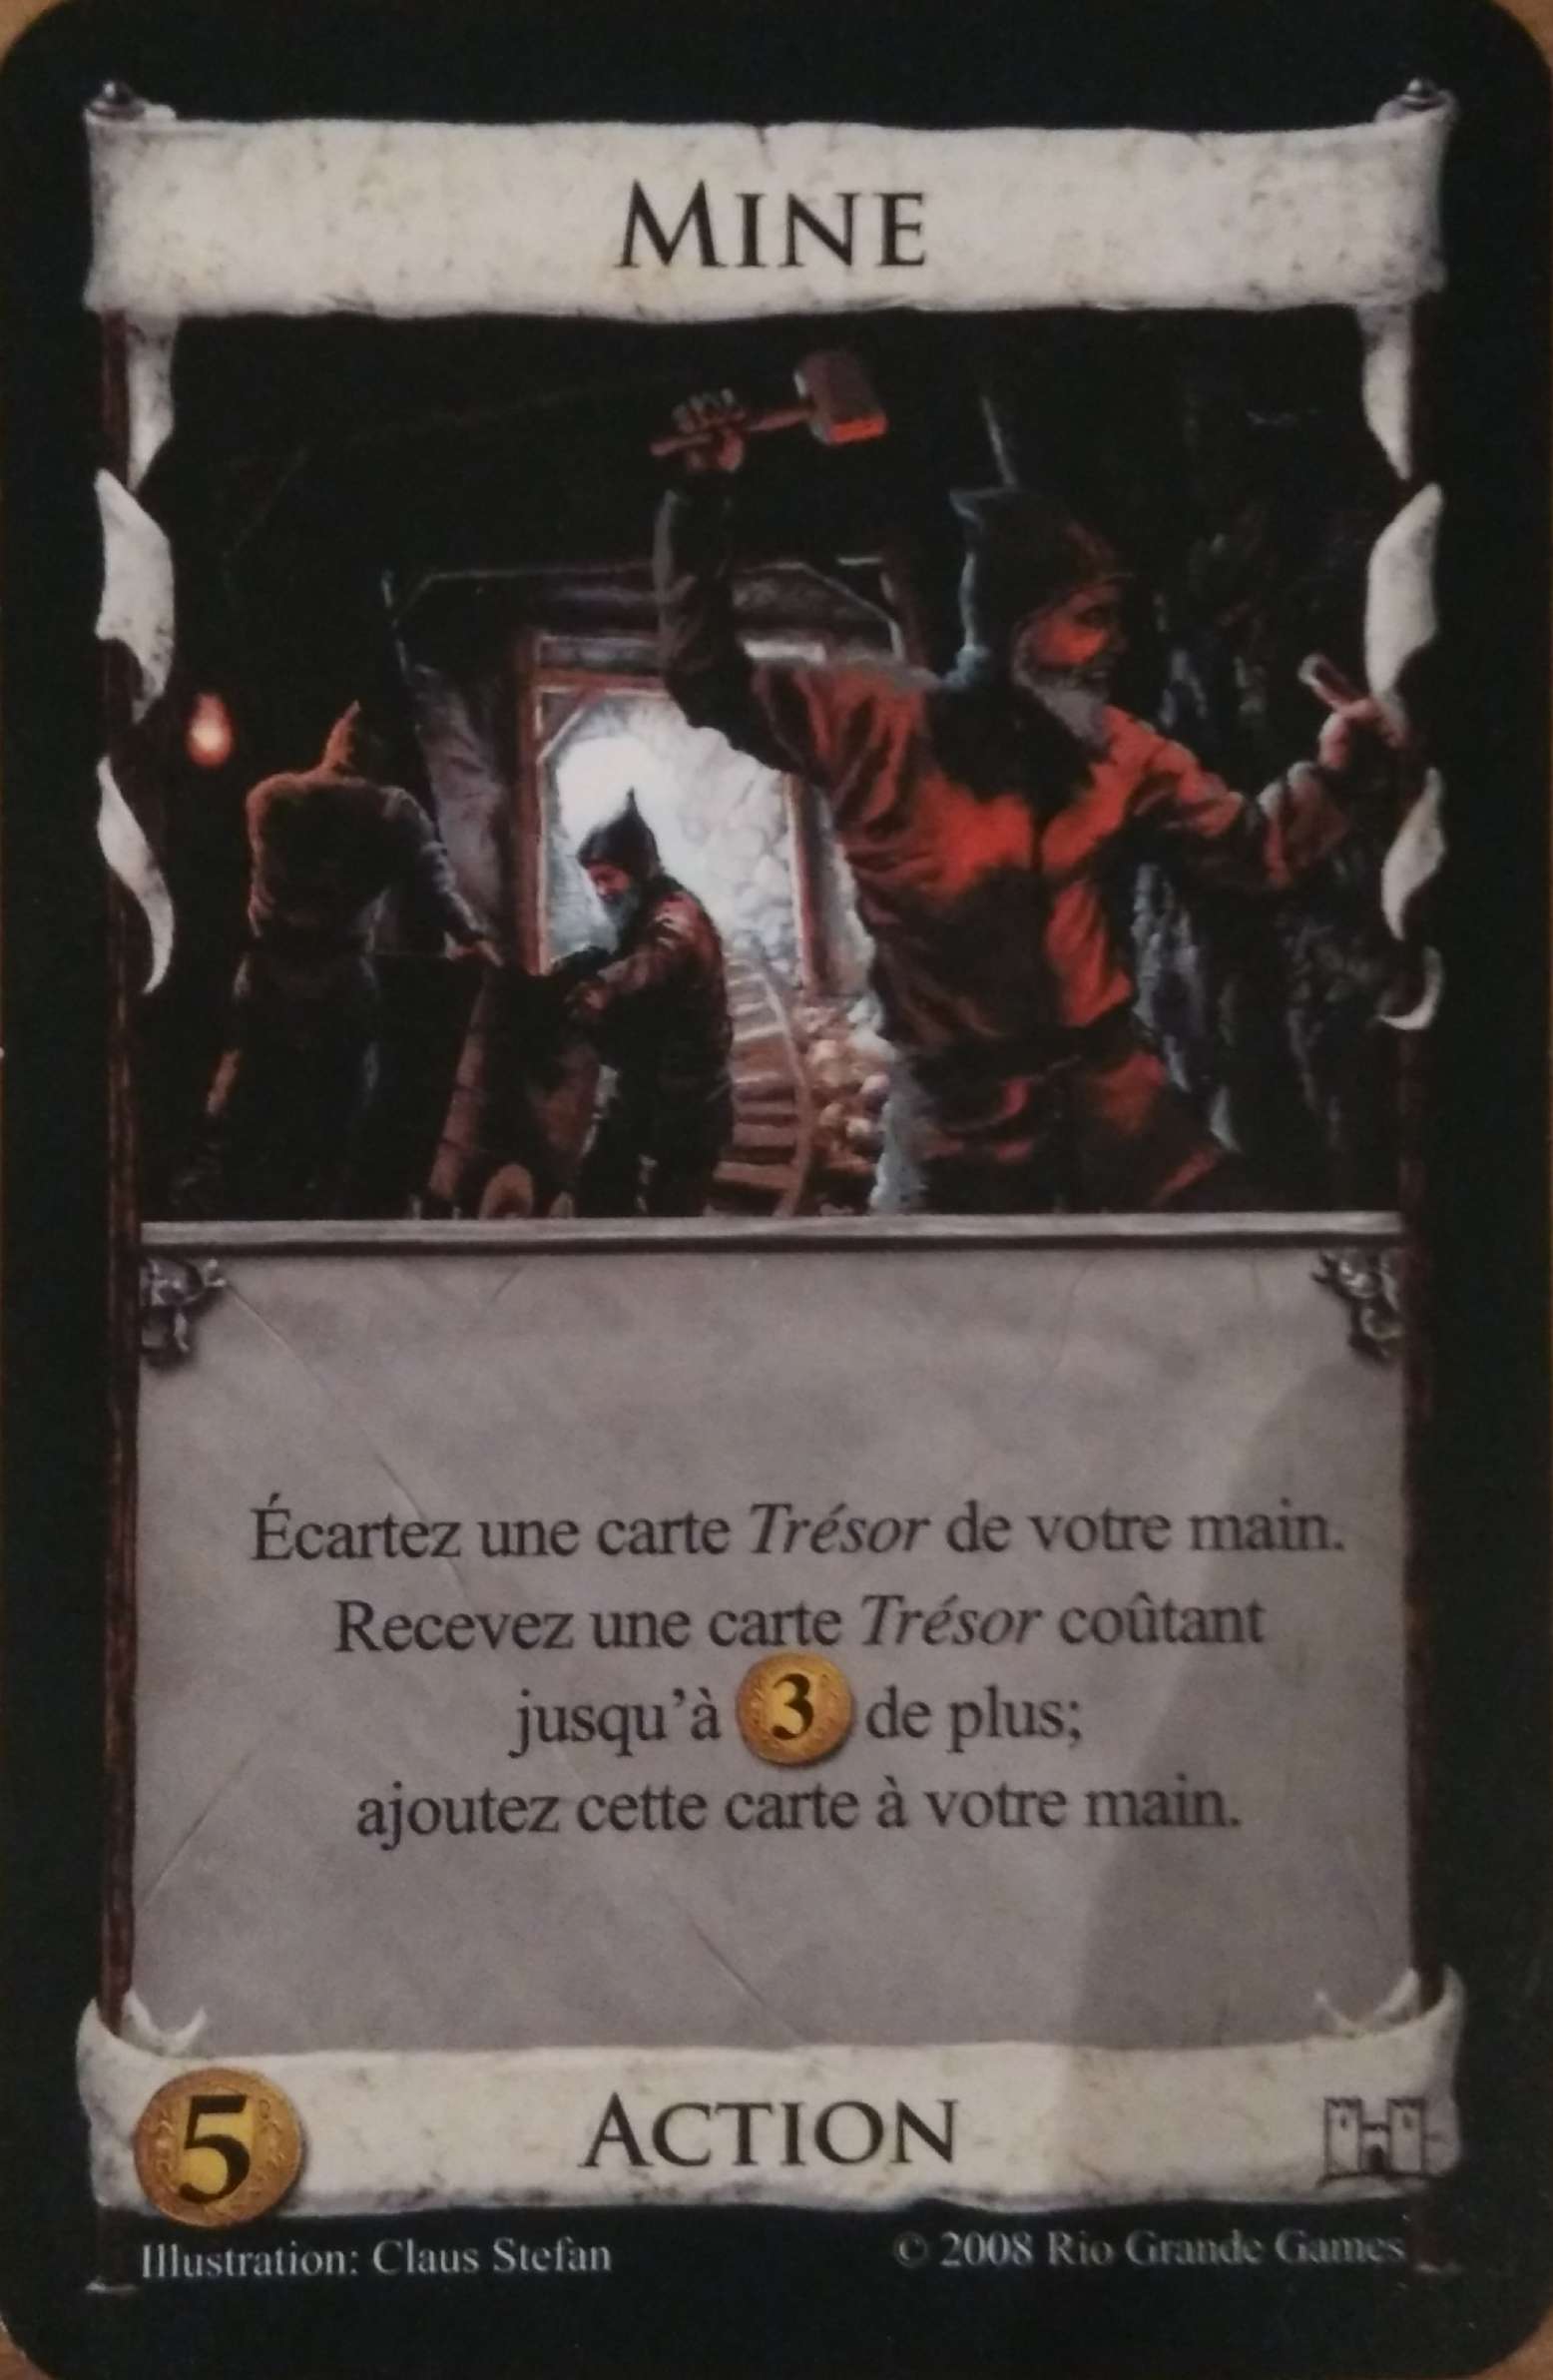 MINE
Écartez une carte Trésor de votre main.
Recevez une carte Trésor coûtant
jusqu'à 3 de plus;
ajoutez cette carte à votre main.
5
ACTION
Illustration: Claus Stefan
© 2008 Rio Grande Games